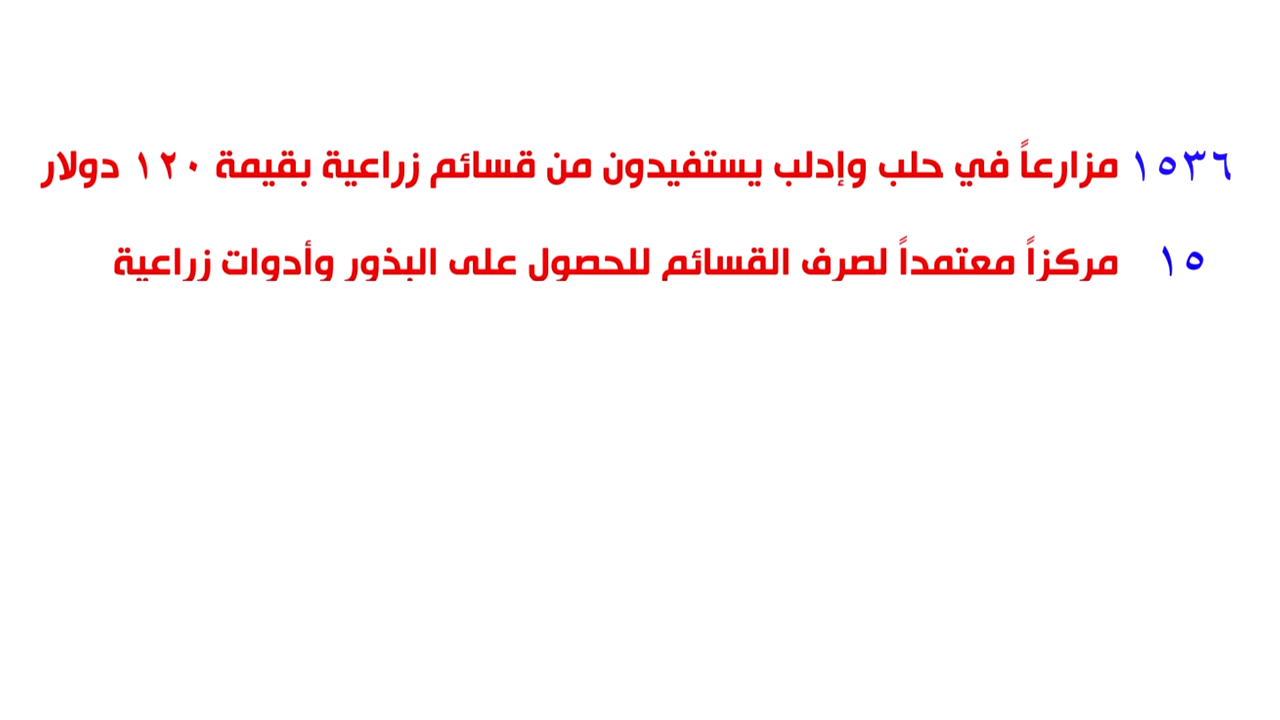 ١٥٣٦ مزارعاً في حلب وإدلب يستفيدون من قسائم زراعية بقيمة ١٢٠ دولار
١٥ مركزاً معتمداً لصرف القسائم للحصول على البذور وأدوات زراعية